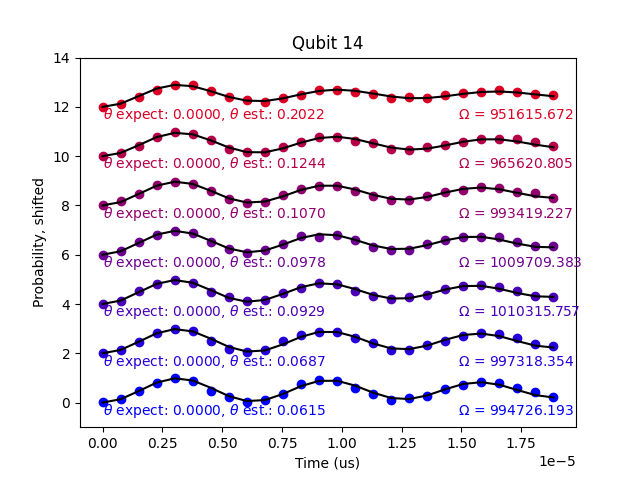 Qubit 14
Probability, shifted
14
12
θ expect: 0.0000, θ est.: 0.2022 Ω = 951615.672
10
θ expect: 0.0000, θ est.: 0.1244 Ω = 965620.805
8
θ expect: 0.0000, θ est.: 0.1070 Ω = 993419.227
6
θ expect: 0.0000, θ est.: 0.0978 Ω = 1009709.383
4
θ expect: 0.0000, θ est.: 0.0929 Ω = 1010315.757
2
θ expect: 0.0000, θ est.: 0.0687 Ω = 997318.354
0
θ expect: 0.0000, θ est.: 0.0615 Ω = 994726.193
0.00 0.25 0.50 0.75 1.00 1.25 1.50 1.75
Time (us)
1e−5